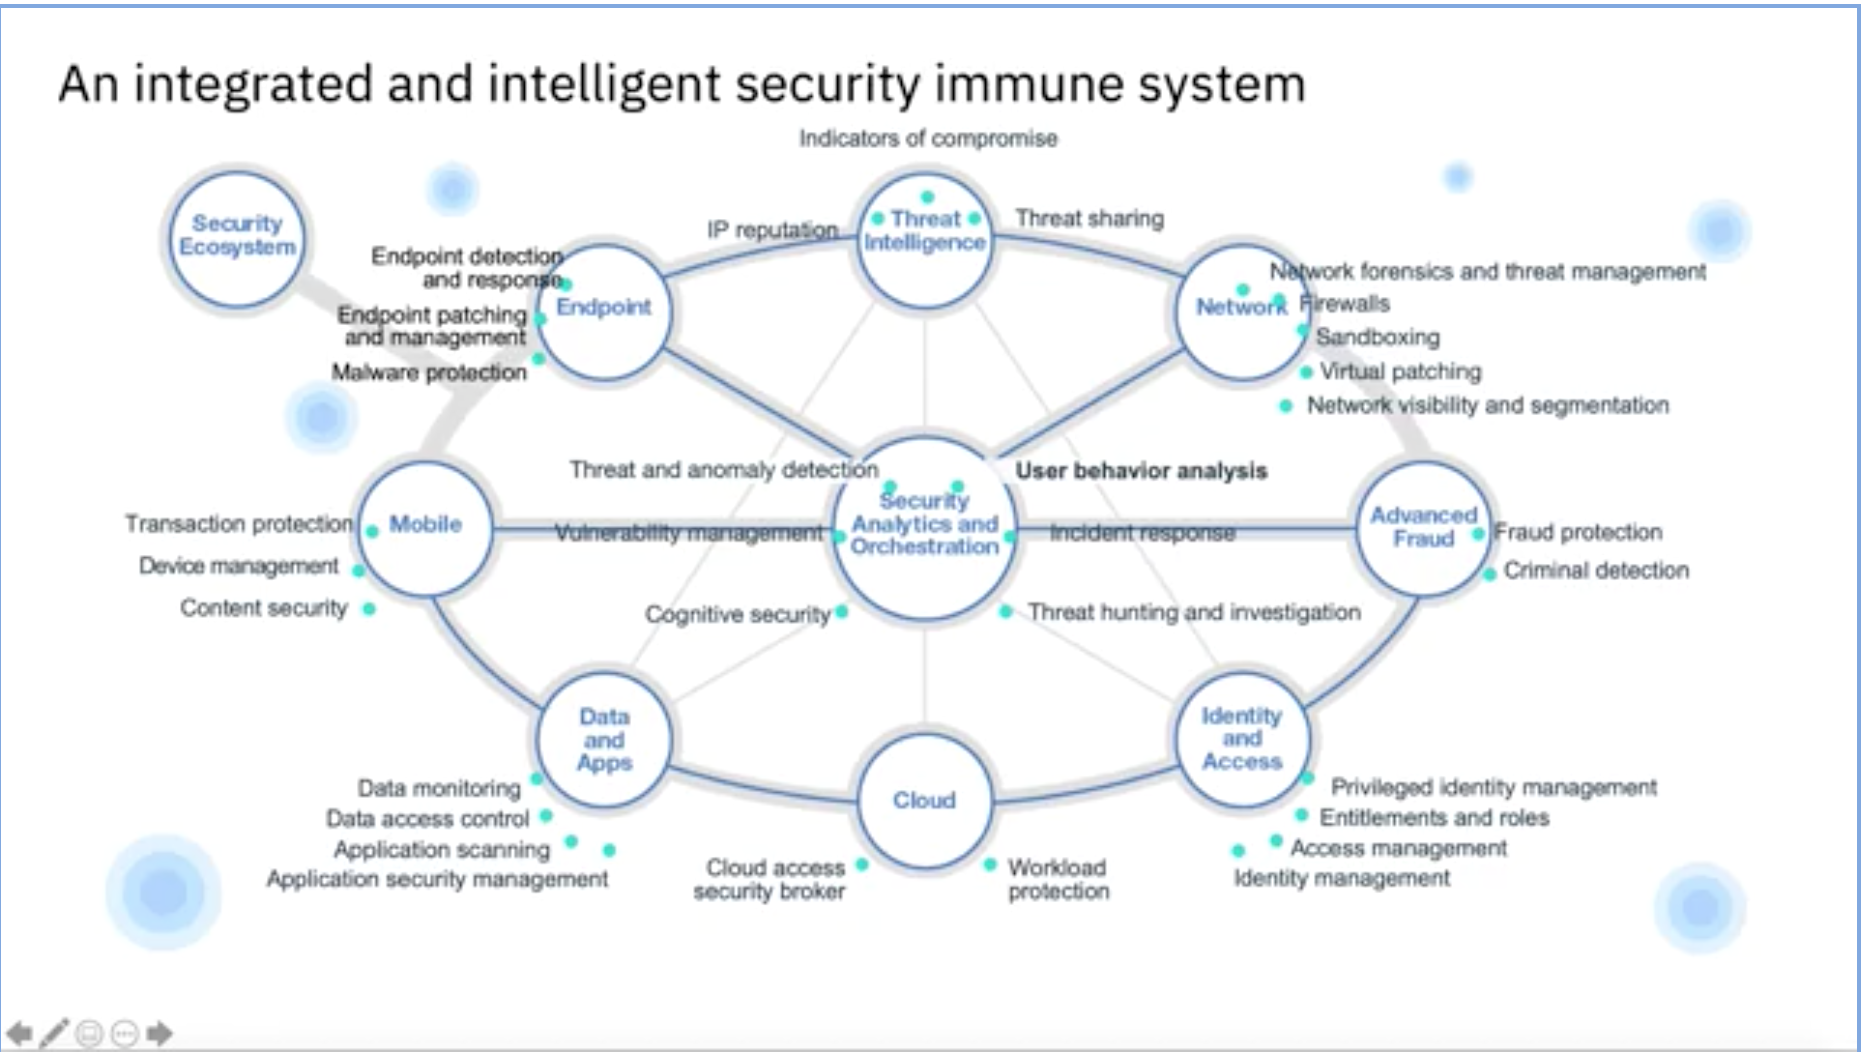 An integrated and intelligent security immune system
Indicators of compromise
Security
Ecosystem
IP reputation
Threat
Intelligence
Threat sharing
Endpoint detection
and response
Endpoint patching
and management
Malware protection
Endpoint
Network
Network forensics and threat management
Firewalls
Sandboxing
Virtual patching
Network visibility and segmentation
Threat and anomaly detection
User behavior analysis
Transaction protection
Device management
Content security
Mobile
Vulnerability management
Security
Analytics and
Orchestration
Incident response
Advanced
Fraud
Fraud protection
Criminal detection
Cognitive security
Threat hunting and investigation
Data
and
Apps
Data monitoring
Data access control
Application scanning
Application security management
Cloud
Cloud access
security broker
Workload
protection
Identity
and
Access
Privileged identity management
Entitlements and roles
Access management
Identity management